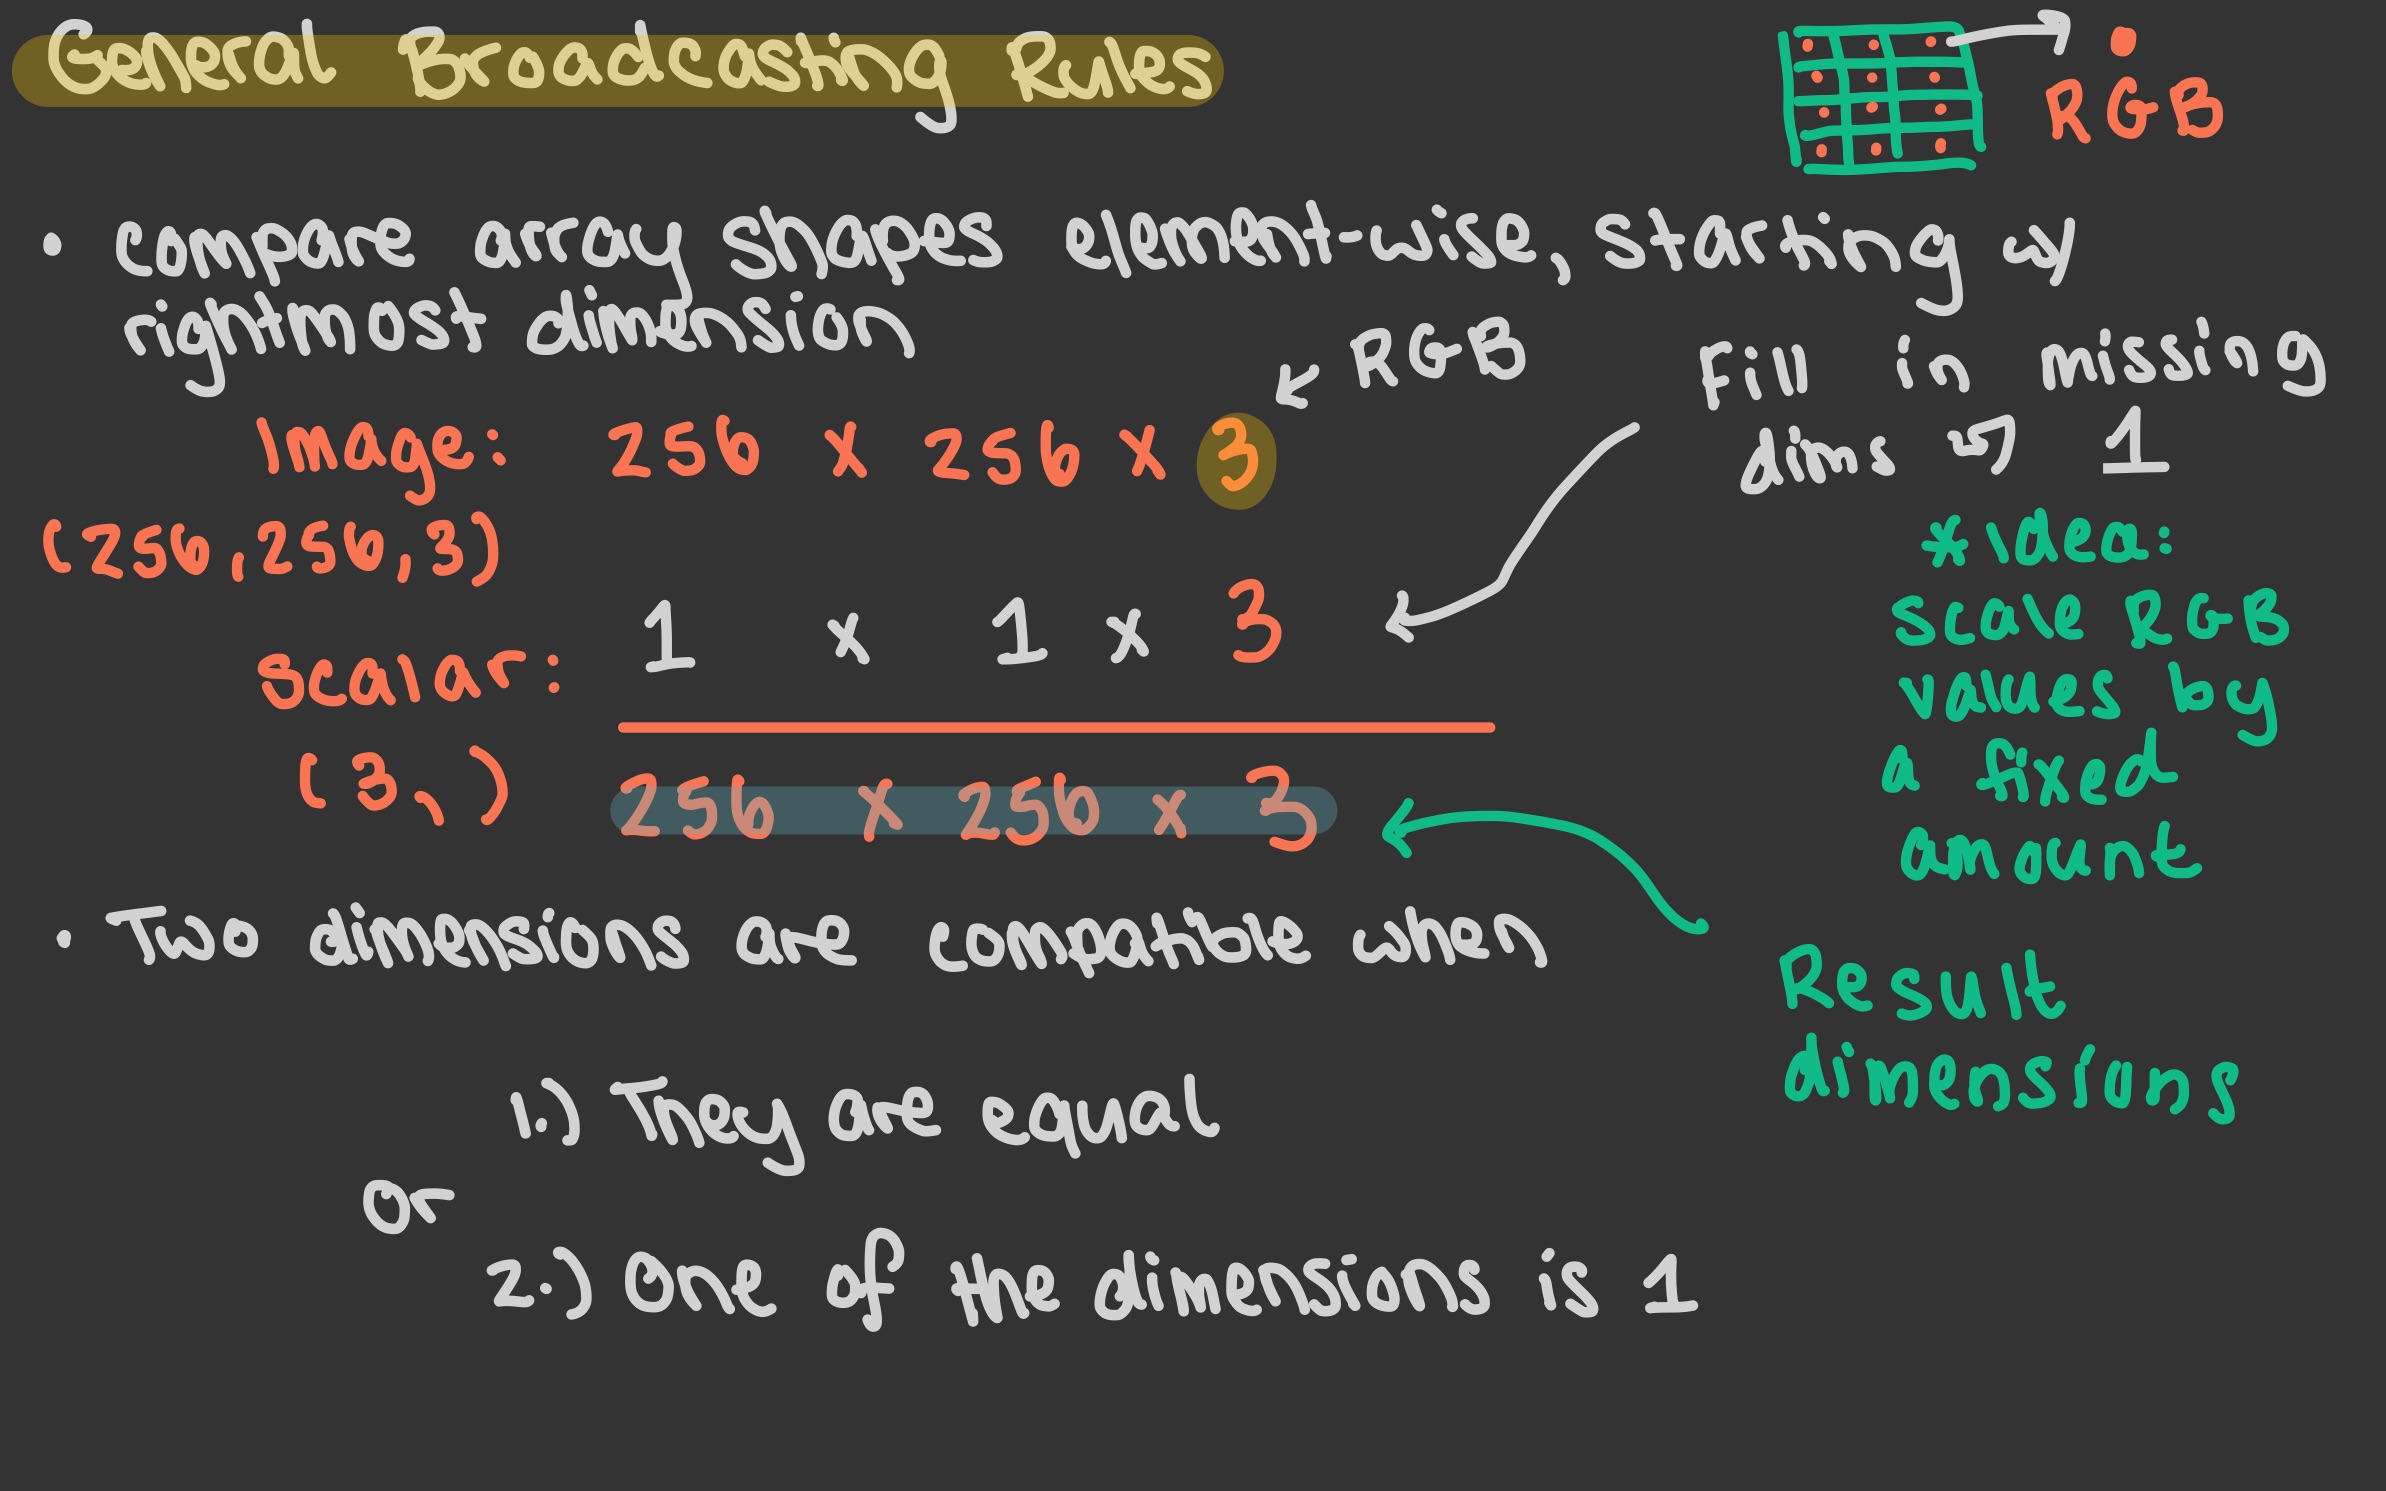 General Broadcasting Rules
RGB
• compare array shapes element-wise, starting w/
rightmost dimension
RGB
Fill in missing
dims → 1
Image: 256 x 256 x 3
(256, 256, 3)
* idea:
scale RGB
values by
a fixed
amount
1 x 1 x 3
scalar:
(3,)
256 x 256 x 3
• Two dimensions are compatible when
Result
dimensions
1.) They are equal
or
2.) One of the dimensions is 1